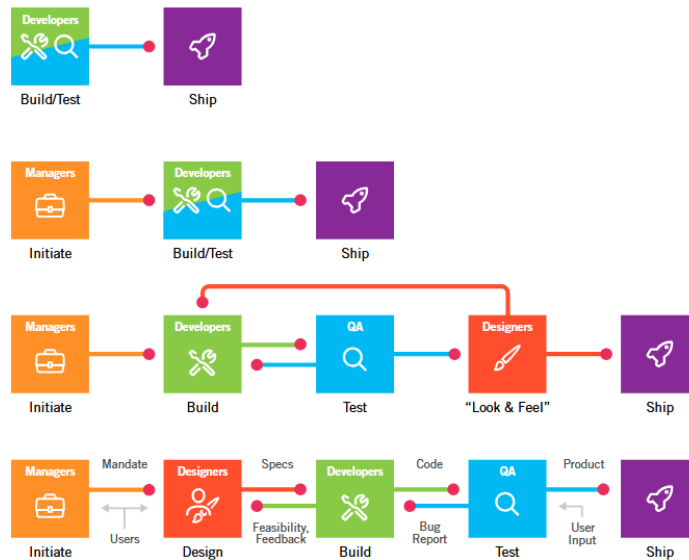 Developers
Build/Test
Ship
Managers
Developers
Initiate
Build/Test
Ship
Managers
Developers
QA
Designers
Initiate
Build
Test
“Look & Feel”
Ship
Managers
Mandate
Designers
Specs
Developers
Code
QA
Product
Users
Feasibility,
Feedback
Bug
Report
User
Input
Initiate
Design
Build
Test
Ship